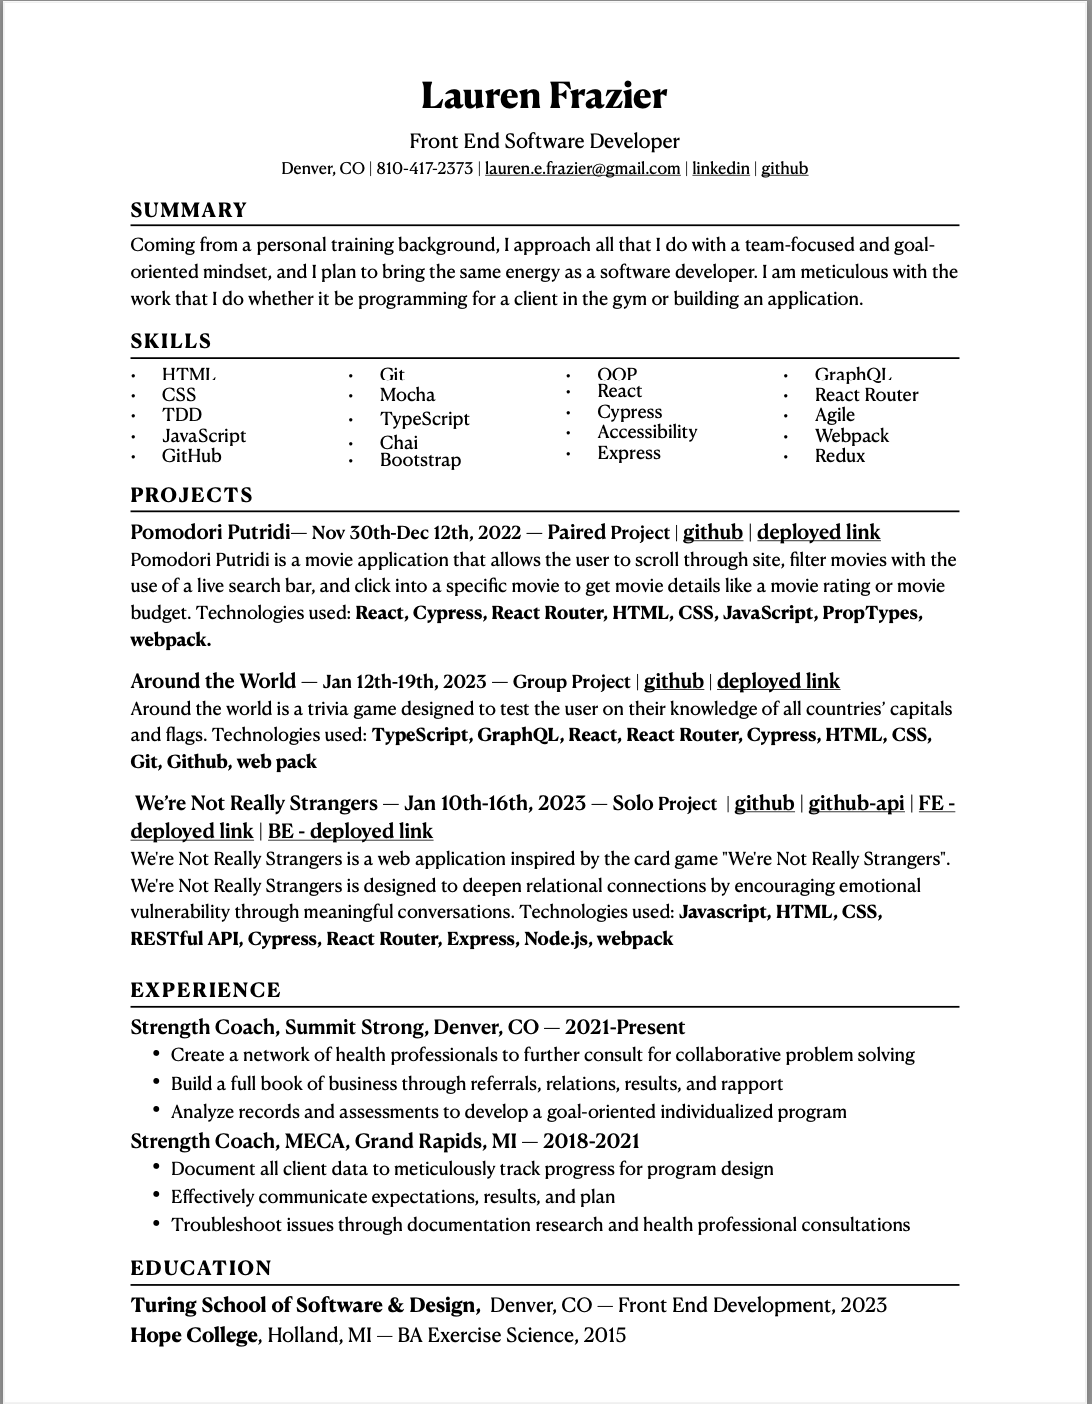 Lauren Frazier
Front End Software Developer
Denver, CO | 810-417-2373 | lauren.e.frazier@gmail.com | linkedin | github
SUMMARY
Coming from a personal training background, I approach all that I do with a team-focused and goal-
oriented mindset, and I plan to bring the same energy as a software developer. I am meticulous with the
work that I do whether it be programming for a client in the gym or building an application.
SKILLS
• HTML
• CSS
• TDD
• JavaScript
• GitHub
• Git
• Mocha
• TypeScript
• Chai
• Bootstrap
• OOP
• React
• Cypress
• Accessibility
• Express
• GraphQL
• React Router
• Agile
• Webpack
• Redux
PROJECTS
Pomodori Putridi— Nov 30th-Dec 12th, 2022 — Paired Project | github | deployed link
Pomodori Putridi is a movie application that allows the user to scroll through site, filter movies with the
use of a live search bar, and click into a specific movie to get movie details like a movie rating or movie
budget. Technologies used: React, Cypress, React Router, HTML, CSS, JavaScript, PropTypes,
webpack.
Around the World — Jan 12th-19th, 2023 — Group Project | github | deployed link
Around the world is a trivia game designed to test the user on their knowledge of all countries’ capitals
and flags. Technologies used: TypeScript, GraphQL, React, React Router, Cypress, HTML, CSS,
Git, Github, web pack
We’re Not Really Strangers — Jan 10th-16th, 2023 — Solo Project | github | github-api | FE -
deployed link | BE - deployed link
We're Not Really Strangers is a web application inspired by the card game "We're Not Really Strangers".
We're Not Really Strangers is designed to deepen relational connections by encouraging emotional
vulnerability through meaningful conversations. Technologies used: Javascript, HTML, CSS,
RESTful API, Cypress, React Router, Express, Node.js, webpack
EXPERIENCE
Strength Coach, Summit Strong, Denver, CO — 2021-Present
• Create a network of health professionals to further consult for collaborative problem solving
• Build a full book of business through referrals, relations, results, and rapport
• Analyze records and assessments to develop a goal-oriented individualized program
Strength Coach, MECA, Grand Rapids, MI — 2018-2021
• Document all client data to meticulously track progress for program design
• Effectively communicate expectations, results, and plan
• Troubleshoot issues through documentation research and health professional consultations
EDUCATION
Turing School of Software & Design, Denver, CO — Front End Development, 2023
Hope College, Holland, MI — BA Exercise Science, 2015